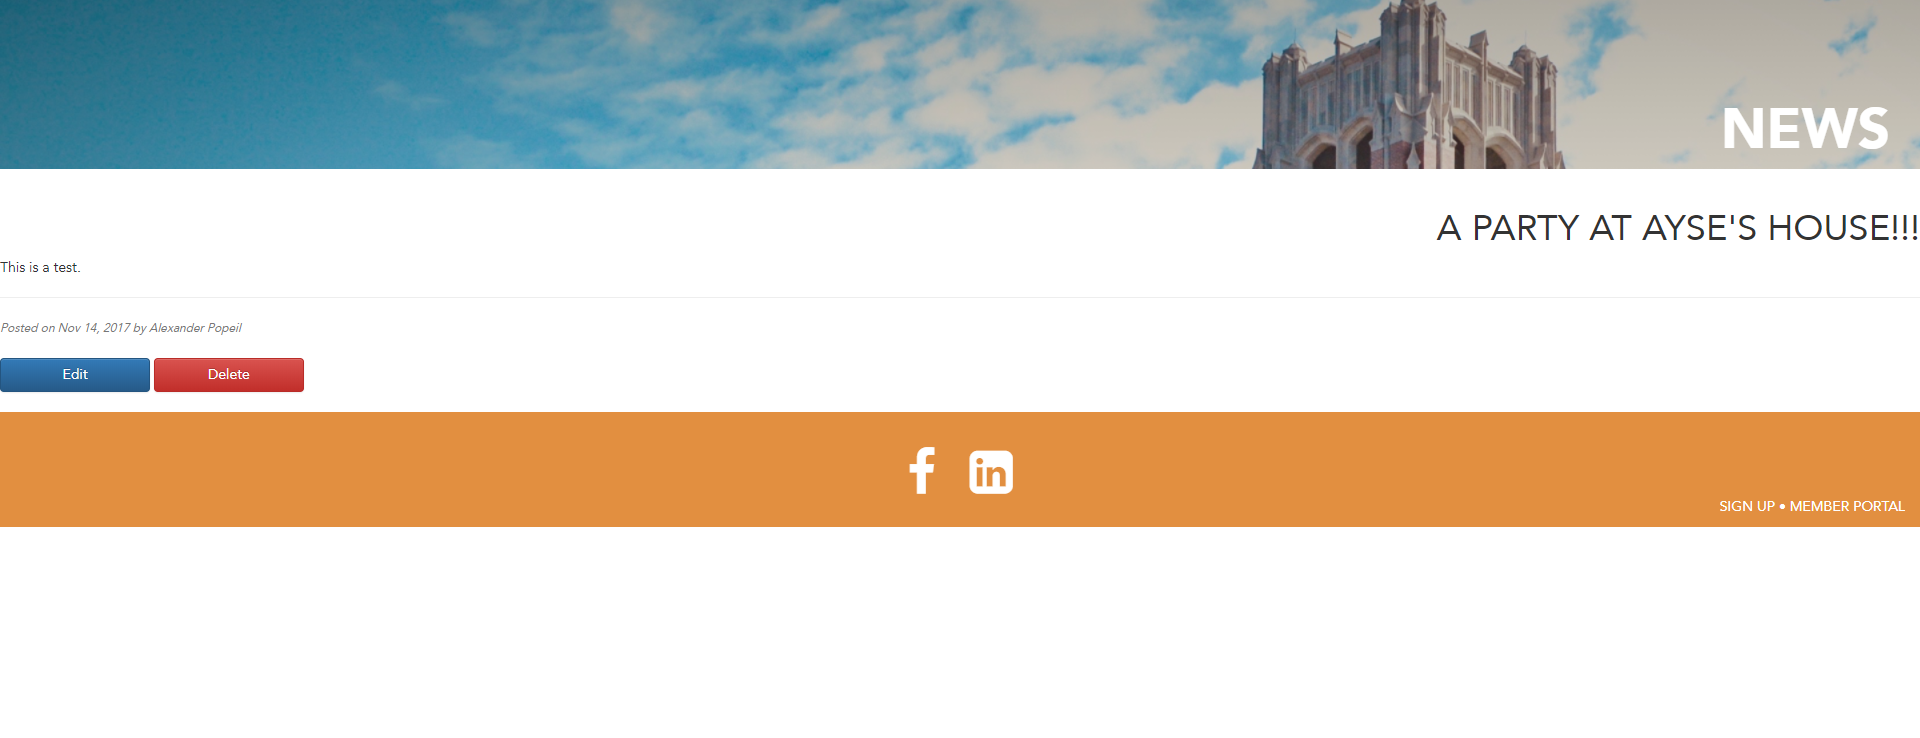 NEWS
A PARTY AT AYSE'S HOUSE!!!
This is a test.
Posted on Nov 14, 2017 by Alexander Popeil
Edit Delete
f in
SIGN UP • MEMBER PORTAL